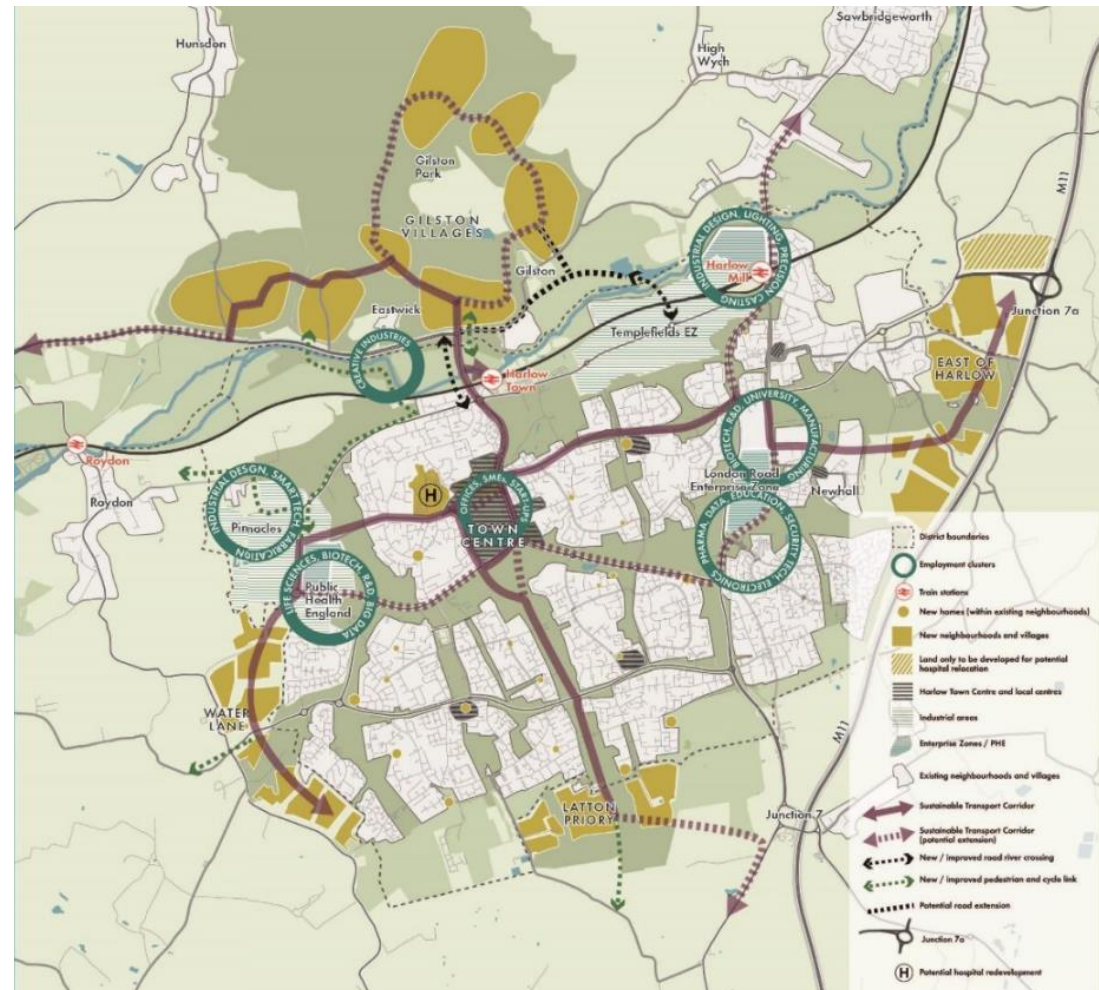 Sawbridgeworth
Hunsdon
High
Wych
M11
Gilston
Park
GILSTON
VILLAGES
INDUSTRIAL DESIGN, LIGHTING, PRECISION CASTING
Gilston
Harlow
Mill
Junction 7a
Eastwick
Templefields EZ
CREATIVE INDUSTRIES
EAST OF
HARLOW
Harlow
Town
BIOTECH, R&D, UNIVERSITY, MANUFACTURING
Roydon
London Road
Enterprise Zone
Newhall
Roydon
INDUSTRIAL DESIGN, SMART TECH, FABRICATION
Pinnacles
H
OFFICES, SMEs, START-UPS
TOWN
CENTRE
PHARMA DATA, EDUCATION, SECURITY TECH, ELECTRONICS
LIFE SCIENCES, BIOTECH, R&D, BIG DATA
Public
Health
England
WATER
LANE
M11
LATTON
PRIORY
Junction 7
District boundaries
Employment clusters
Train stations
New homes (within existing neighbourhoods)
New neighbourhoods and villages
Land only to be developed for potential
hospital relocation
Harlow Town Centre and local centres
Industrial areas
Enterprise Zones / PHE
Existing neighbourhoods and villages
Sustainable Transport Corridor
Sustainable Transport Corridor
(potential extension)
New / improved road river crossing
New / improved pedestrian and cycle link
Potential road extension
Junction 7a
H
Potential hospital redevelopment